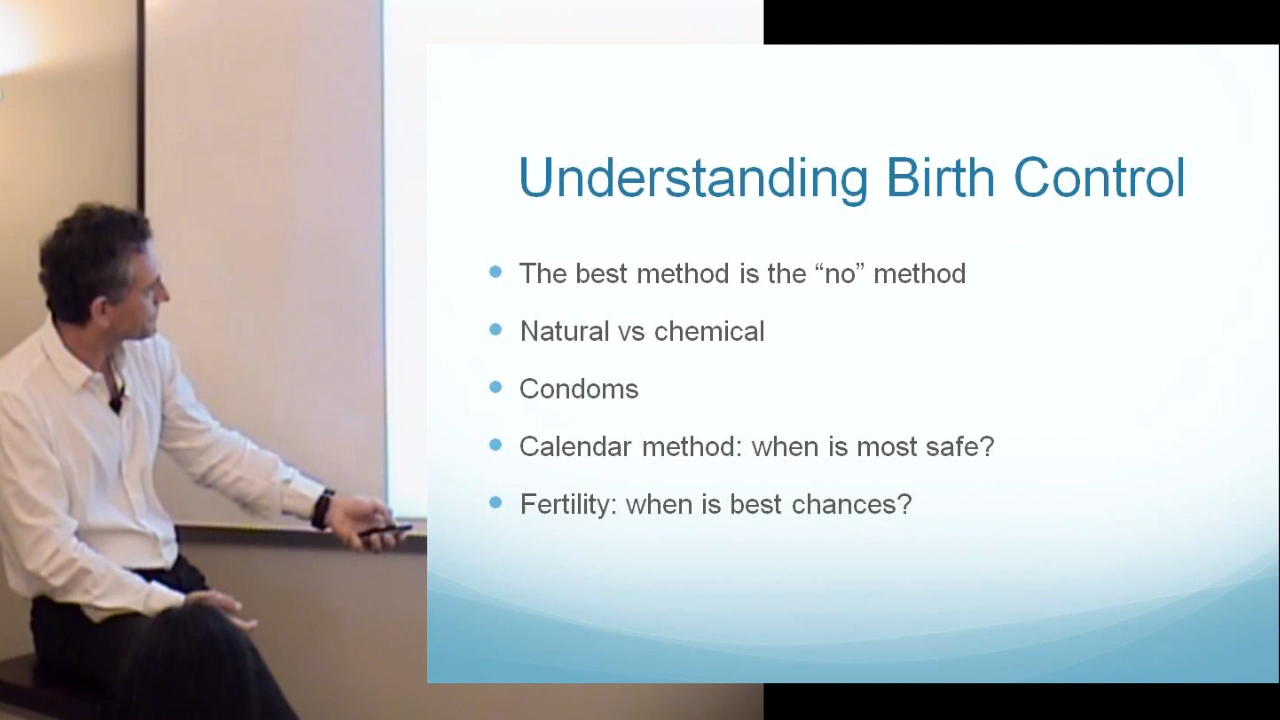 Understanding Birth Control
The best method is the “no” method
Natural vs chemical
Condoms
Calendar method: when is most safe?
Fertility: when is best chances?